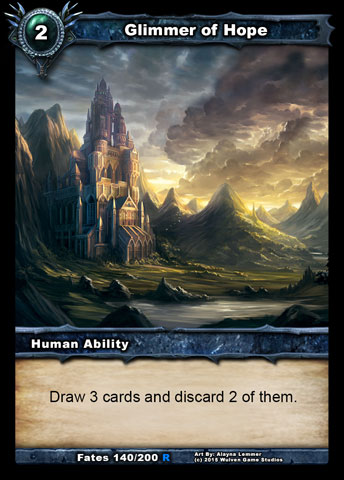 2
Glimmer of Hope
Human Ability
Draw 3 cards and discard 2 of them.
Fates 140/200 R
Art By: Alayna Lemmer
(c) 2015 Wulven Game Studios